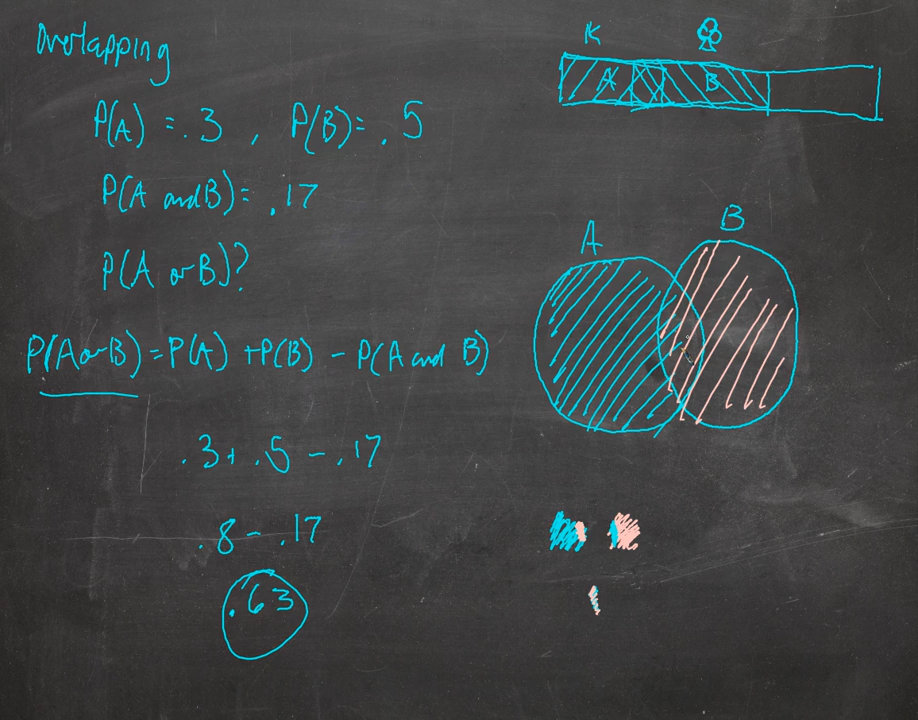 Overlapping
P(A) = .3 , P(B) = .5
P(A and B) = .17
P(A or B)?
P(A or B) = P(A) + P(B) - P(A and B)
.3 + .5 - .17
.8 - .17
.63
K
A B
A B